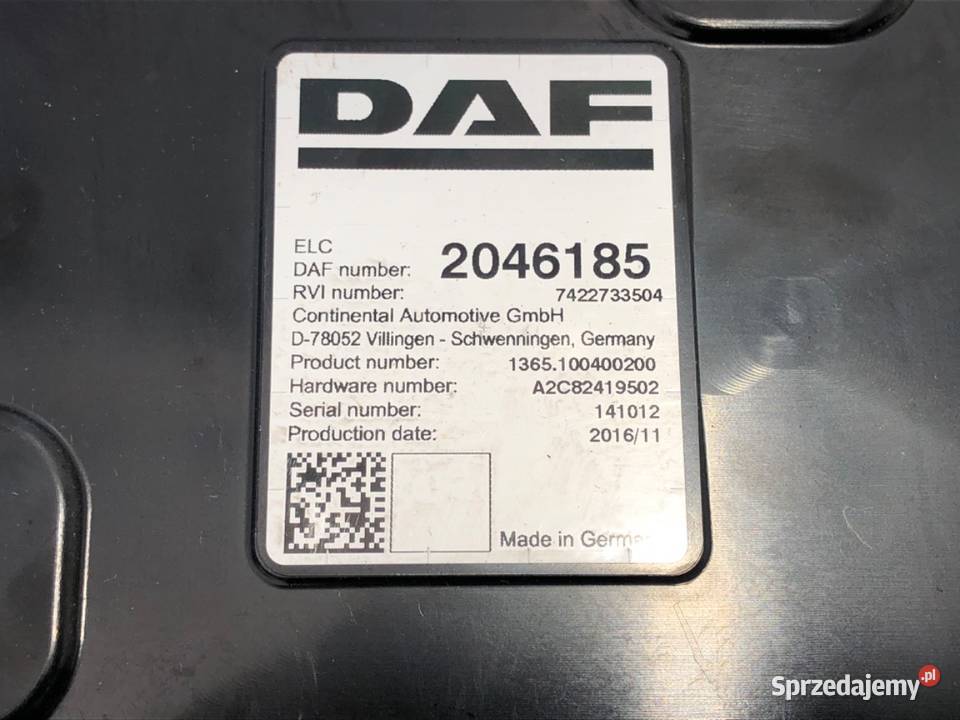 DAF
ELC
DAF number: 2046185
RVI number: 7422733504
Continental Automotive GmbH
D-78052 Villingen - Schwenningen, Germany
Product number: 1365.100400200
Hardware number: A2C82419502
Serial number: 141012
Production date: 2016/11
Made in Germa
Sprzedajemy.pl